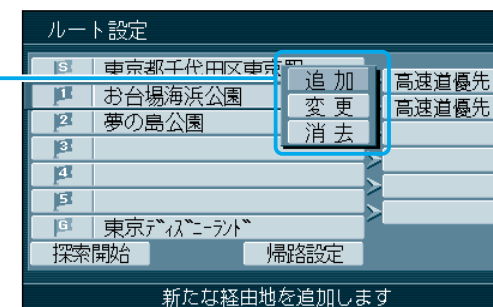 ルート設定
S 東京都千代田区東京
追加
高速道優先
1 お台場海浜公園
変更
高速道優先
2 夢の島公園
消去
3
4
5
G 東京ディズニーランド
探索開始 帰路設定
新たな経由地を追加します